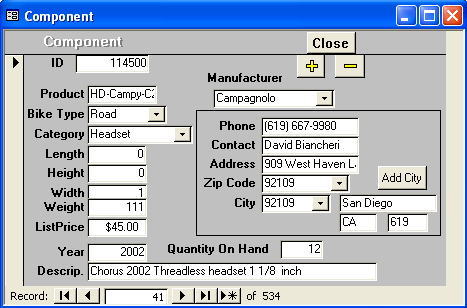 Component
Component Close
ID 114500
Manufacturer
Product HD-Campy-C2
Campagnolo
Bike Type Road
Category Headset
Phone (619) 667-9980
Contact David Biancheri
Length 0
Address 909 West Haven L
Height 0
Zip Code 92109 Add City
Width 1
City 92109 San Diego
Weight 111
CA 619
ListPrice $45.00
Year 2002 Quantity On Hand 12
Descrip. Chorus 2002 Threadless headset 1 1/8 inch
Record: 41 of 534